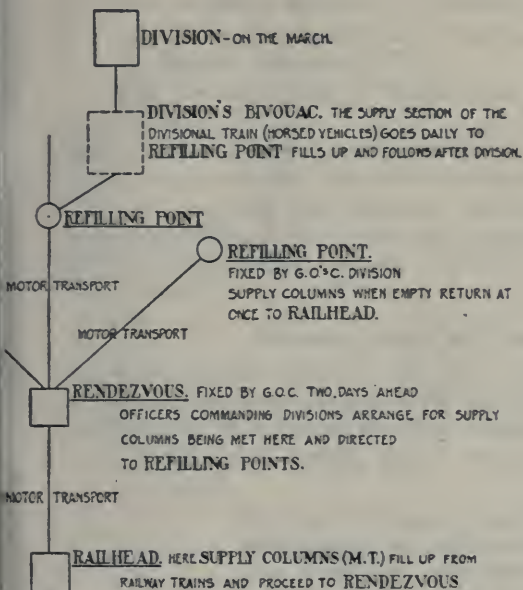 DIVISION - ON THE MARCH.
DIVISION'S BIVOUAC. THE SUPPLY SECTION OF THE
DIVISIONAL TRAIN (HORSED VEHICLES) GOES DAILY TO
REFILLING POINT FILLS UP AND FOLLOWS AFTER DIVISION.
REFILLING POINT
REFILLING POINT.
FIXED BY G.O'sC. DIVISION
SUPPLY COLUMNS WHEN EMPTY RETURN AT
ONCE TO RAILHEAD.
MOTOR TRANSPORT
MOTOR TRANSPORT
RENDEZVOUS. FIXED BY G.O.C. TWO DAYS AHEAD
OFFICERS COMMANDING DIVISIONS ARRANGE FOR SUPPLY
COLUMNS BEING MET HERE AND DIRECTED
TO REFILLING POINTS.
MOTOR TRANSPORT
RAILHEAD. HERE SUPPLY COLUMNS (M.T.) FILL UP FROM
RAILWAY TRAINS AND PROCEED TO RENDEZVOUS